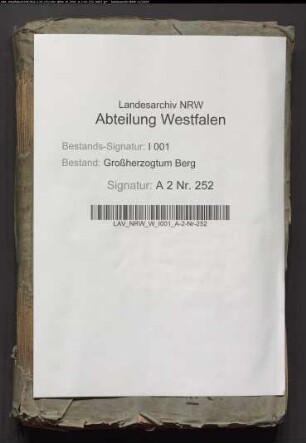 Landesarchiv NRW
Abteilung Westfalen
Bestands-Signatur: I 001
Bestand: Großherzogtum Berg
Signatur: A 2 Nr. 252
LAV_NRW_W_I001_A-2-Nr-252